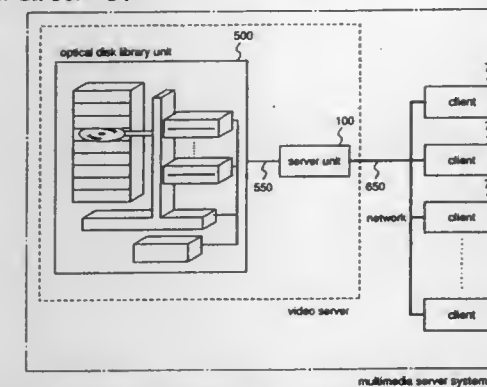 500
optical disk library unit
100
client
server unit
client
550
650
network
client
client
video server
multimedia server system